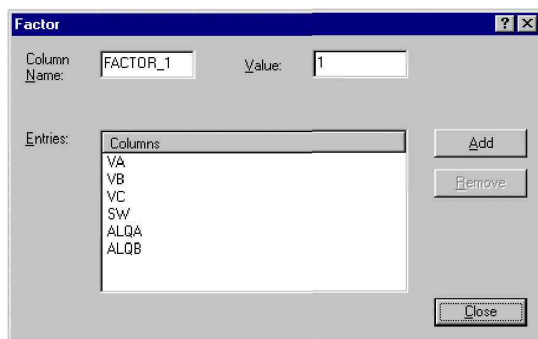 Factor
Column Name:
FACTOR_1
Value:
1
Entries:
Columns
VA
VB
VC
SW
ALQA
ALQB
Add
Remove
Close